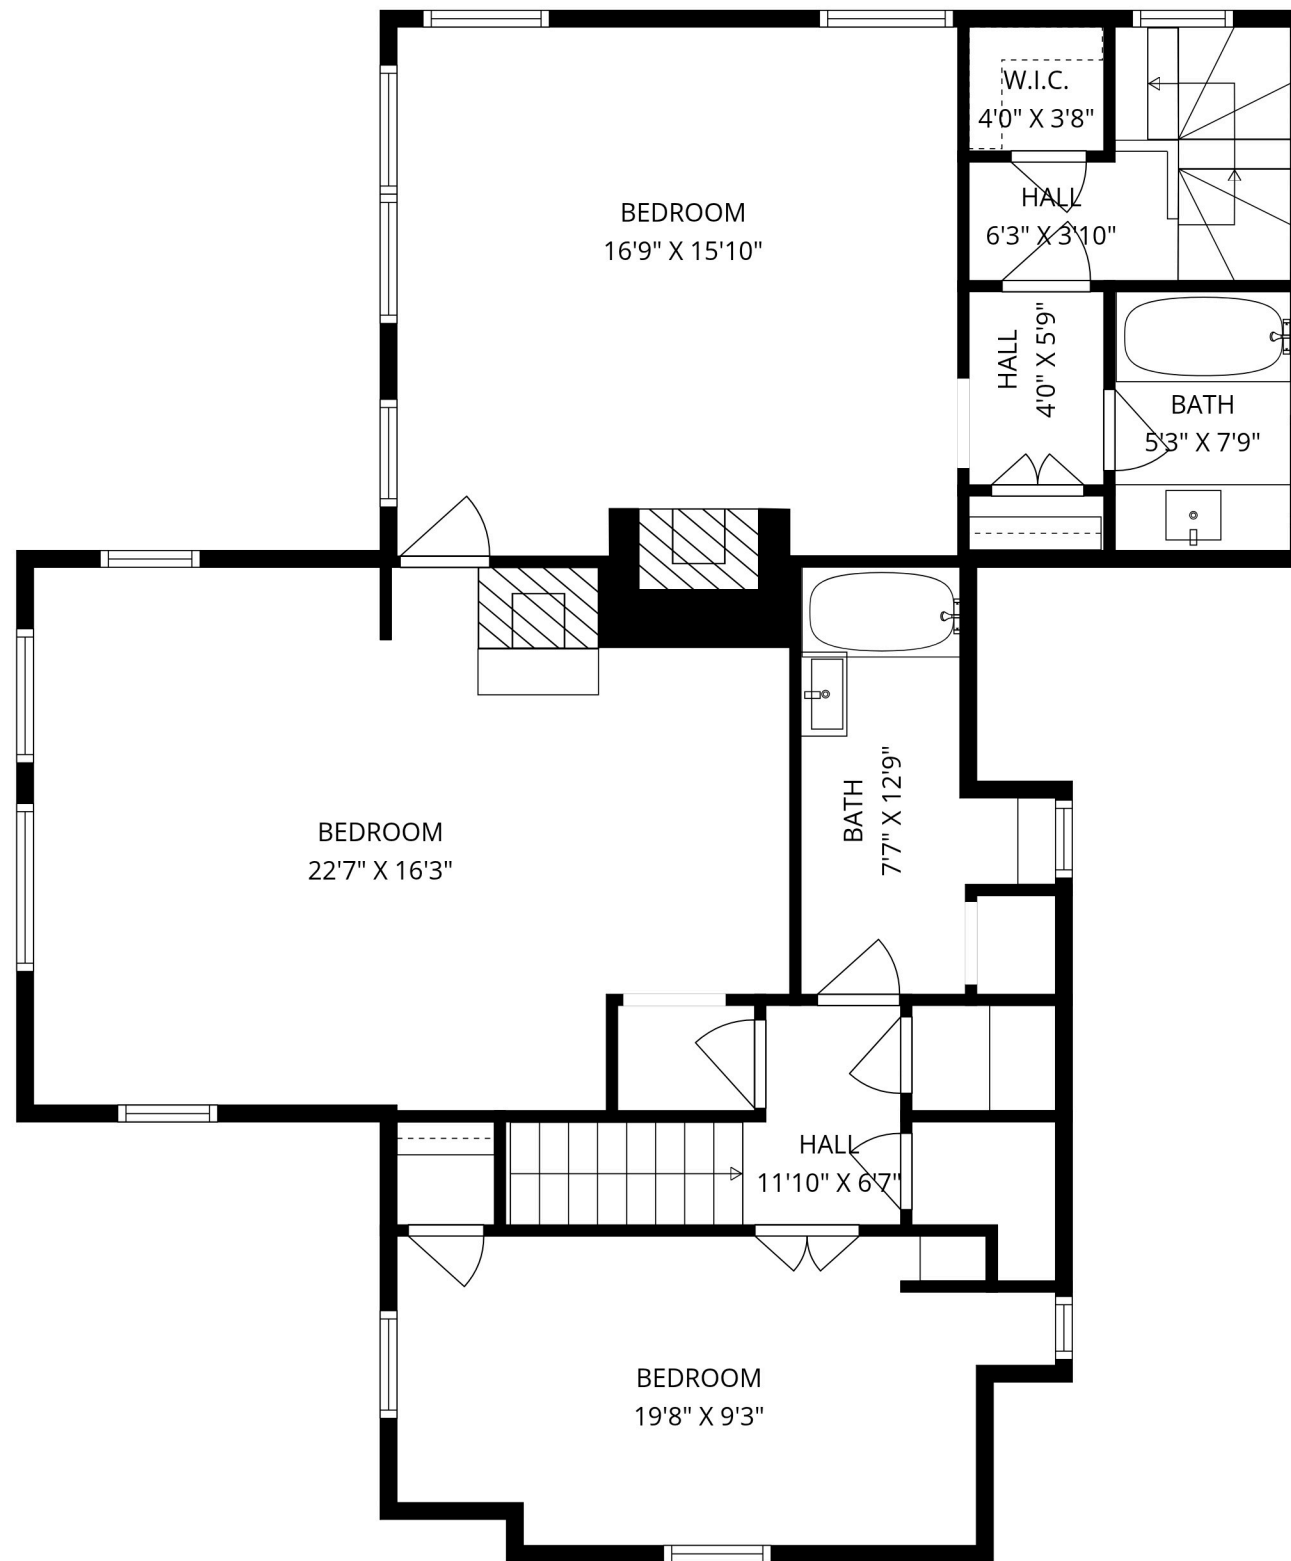 W.I.C.
4'0" X 3'8"
HALL
6'3" X 3'10"
BEDROOM
16'9" X 15'10"
HALL
4'0" X 5'9"
BATH
5'3" X 7'9"
BEDROOM
22'7" X 16'3"
BATH
7'7" X 12'9"
HALL
11'10" X 6'7"
BEDROOM
19'8" X 9'3"